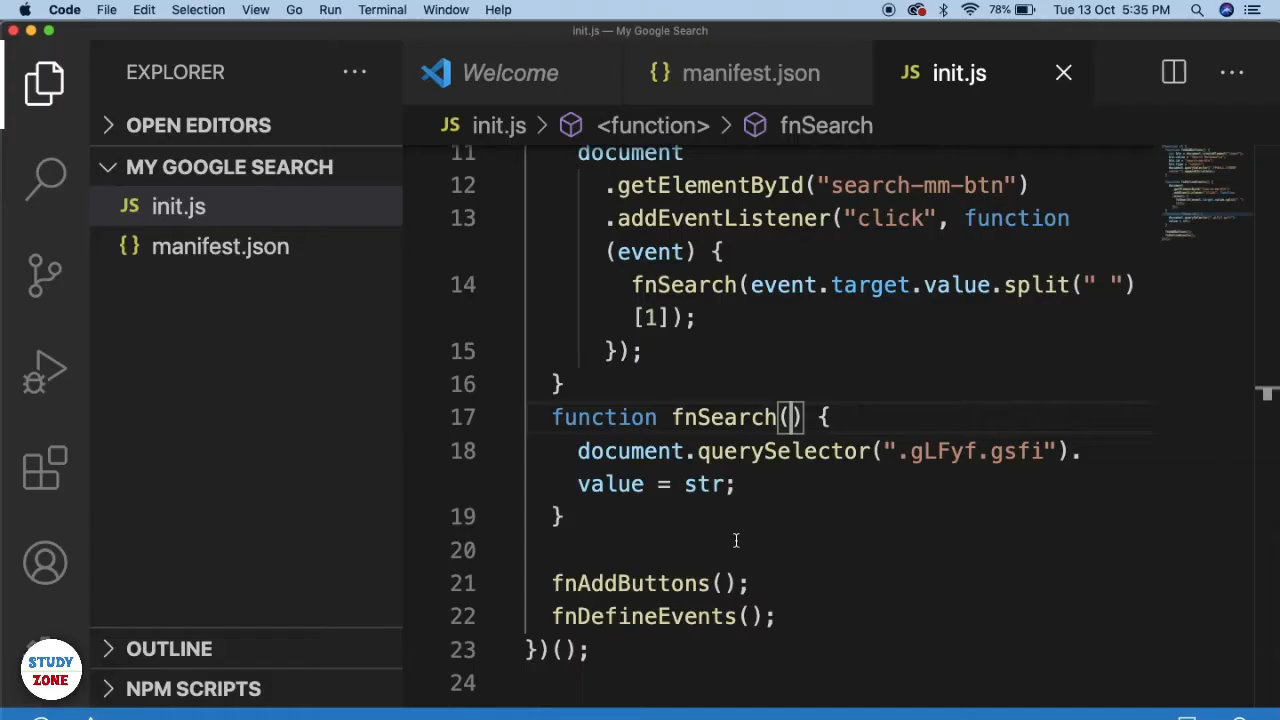 Code File Edit Selection View Go Run Terminal Window Help 78% Tue 13 Oct 5:35 PM
init.js — My Google Search
EXPLORER
Welcome
{} manifest.json
JS init.js
JS init.js > <function> > fnSearch
OPEN EDITORS
MY GOOGLE SEARCH
JS init.js
{} manifest.json
OUTLINE
NPM SCRIPTS
STUDY
ZONE
11 document
12 .getElementById("search-mm-btn")
13 .addEventListener("click", function
(event) {
14 fnSearch(event.target.value.split(" ")
[1]);
15 });
16 }
17 function fnSearch() {
18 document.querySelector(".gLFyf.gsfi").
value = str;
19 }
20
21 fnAddButtons();
22 fnDefineEvents();
23 })();
24